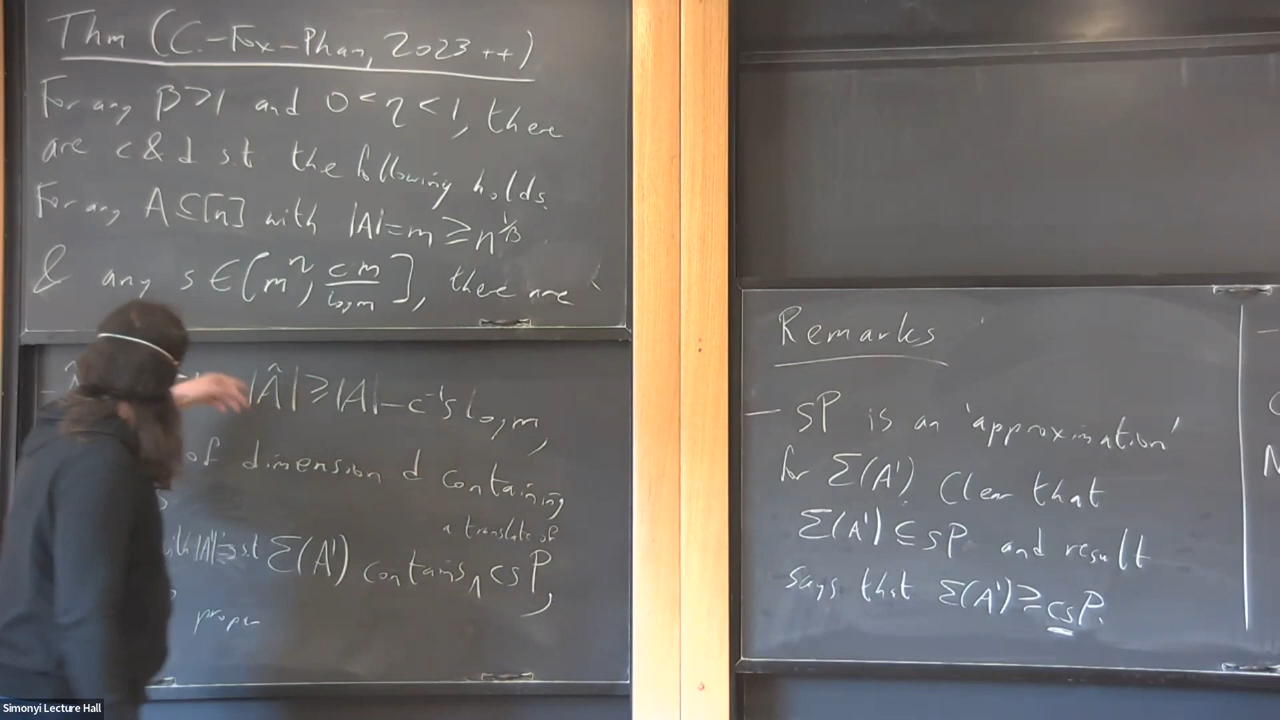 Thm (C.-Fox-Phan, 2023++)
For any β>1 and 0<η<1, there
are c & d s.t the following holds.
For any A⊆[n] with |A|=m≥n^{1/β}
& any s∈[m^η, cm/log m], there are
|Â|≥|A|-c⁻¹s log m,
of dimension d containing
a translate of
s.t Σ(A') contains ∧ csP,
proper
Remarks
— sP is an 'approximation'
for Σ(A'). Clear that
Σ(A')⊆sP and result
says that Σ(A')⊇csP.
Simonyi Lecture Hall